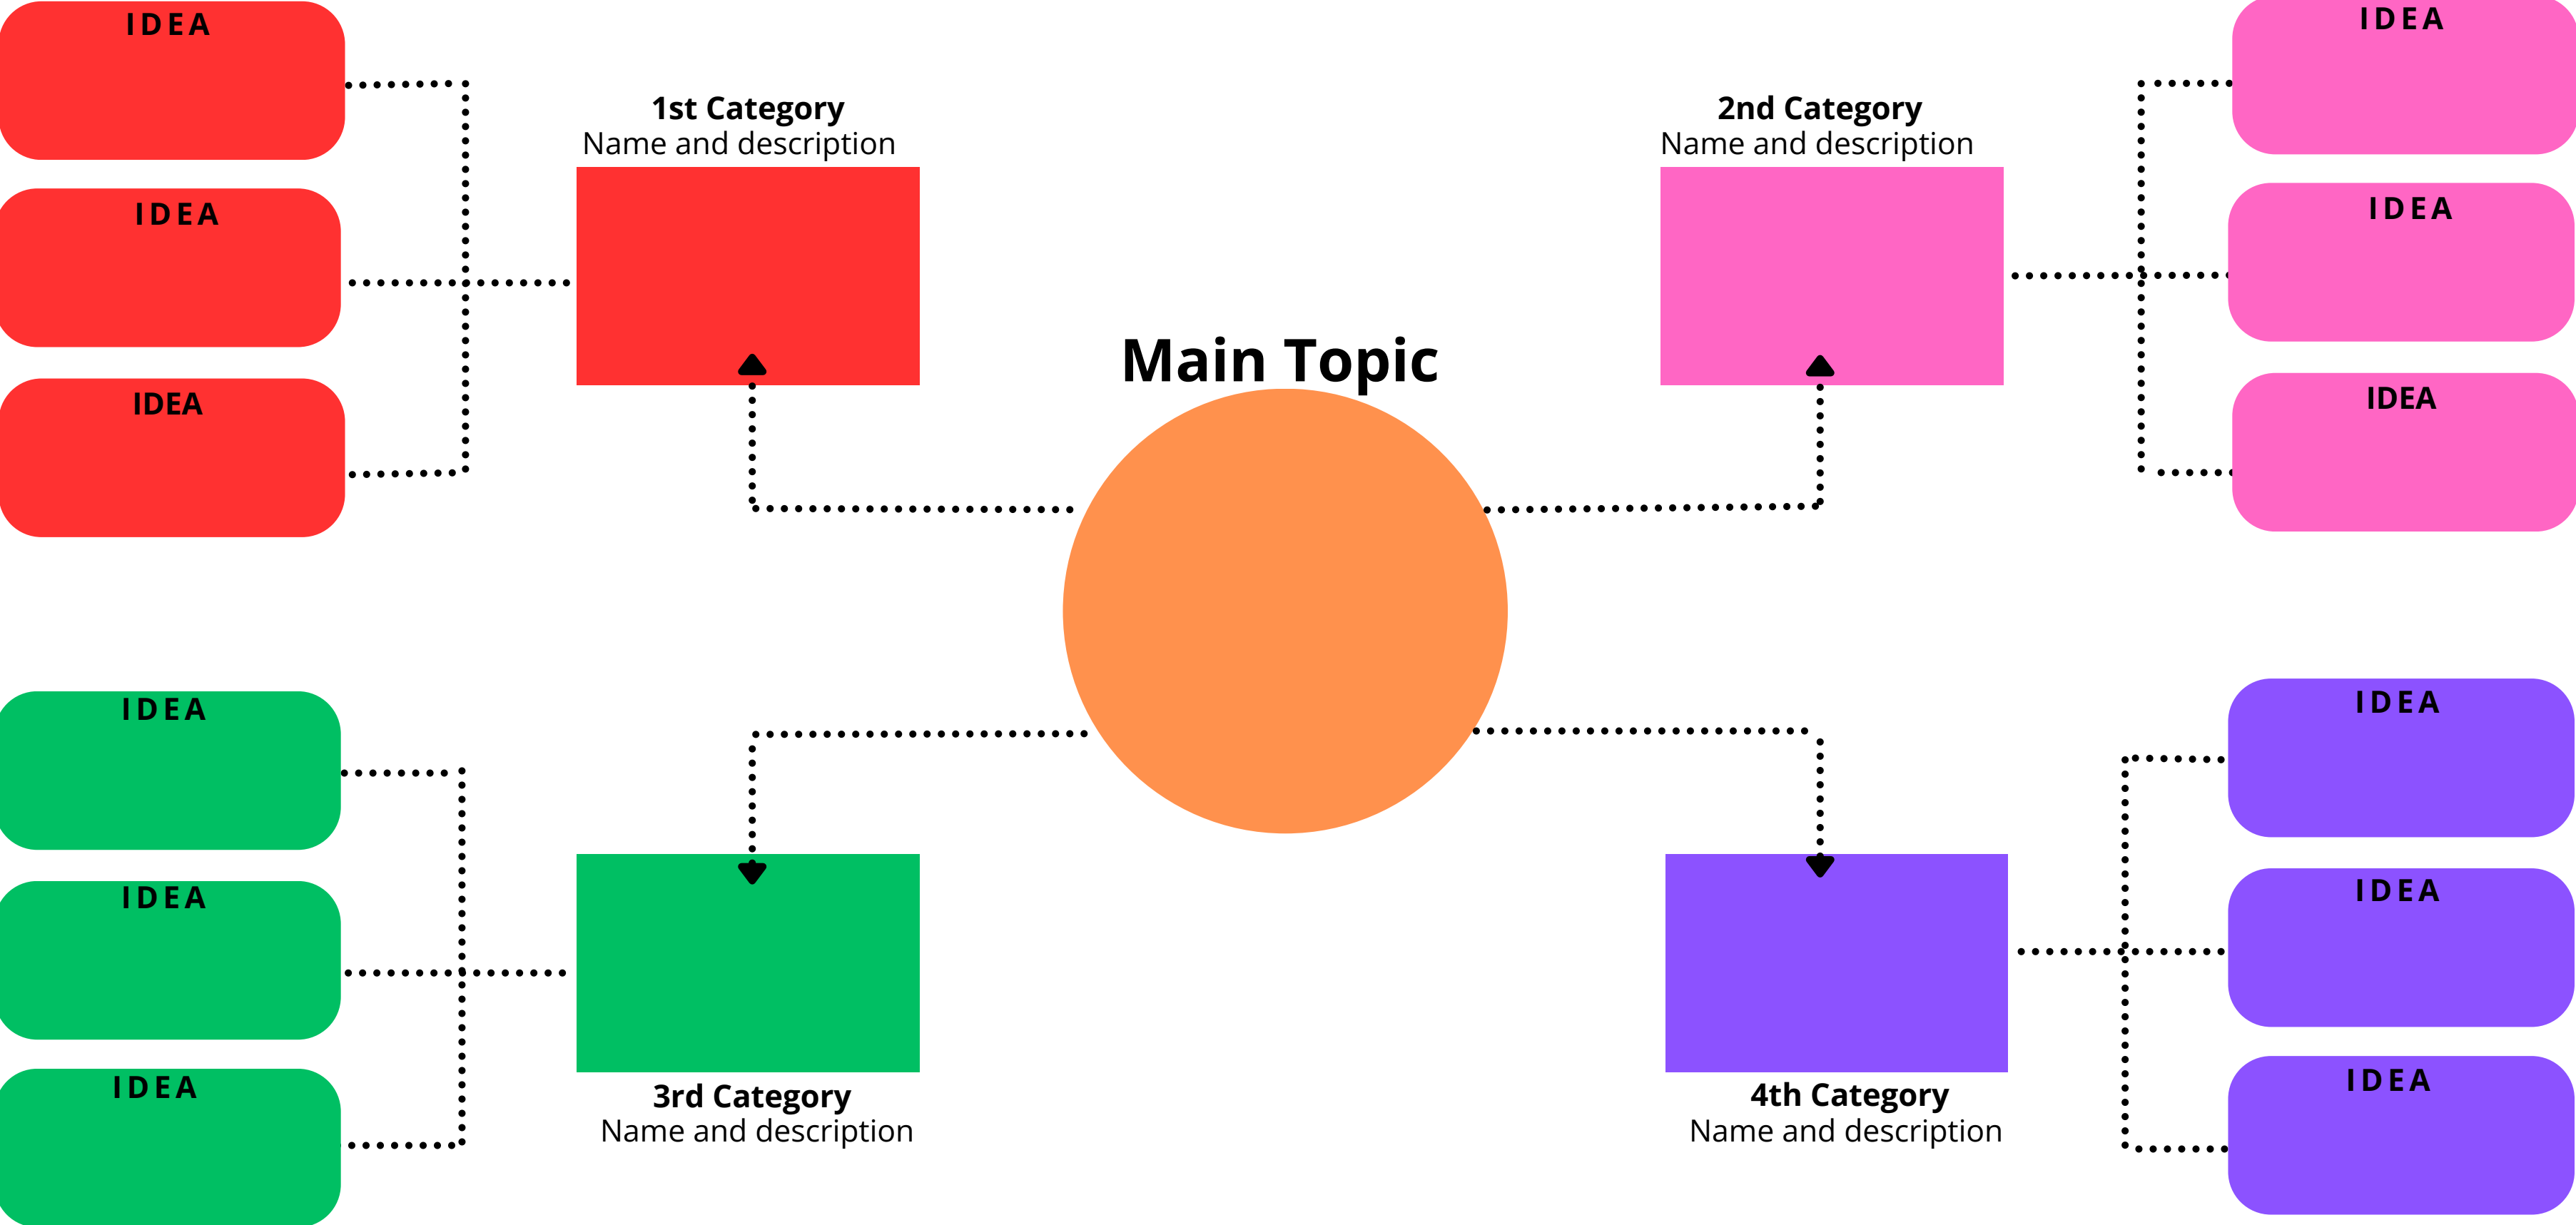 IDEA
IDEA
IDEA
1st Category
Name and description
2nd Category
Name and description
IDEA
IDEA
IDEA
Main Topic
IDEA
IDEA
IDEA
3rd Category
Name and description
4th Category
Name and description
IDEA
IDEA
IDEA